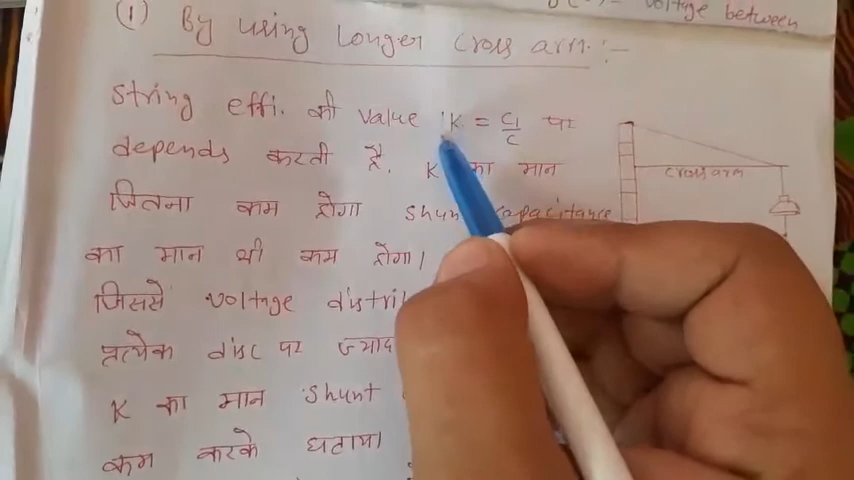 voltage between
(1) By using Longer cross arm :-
String effi. की value K = C1/C पर
depends करती है. K का मान
cross arm
जितना कम होगा shunt capacitance
का मान भी कम होगा।
जिससे voltage
प्रत्येक disc पर
K का मान shunt
कम करके घटाया